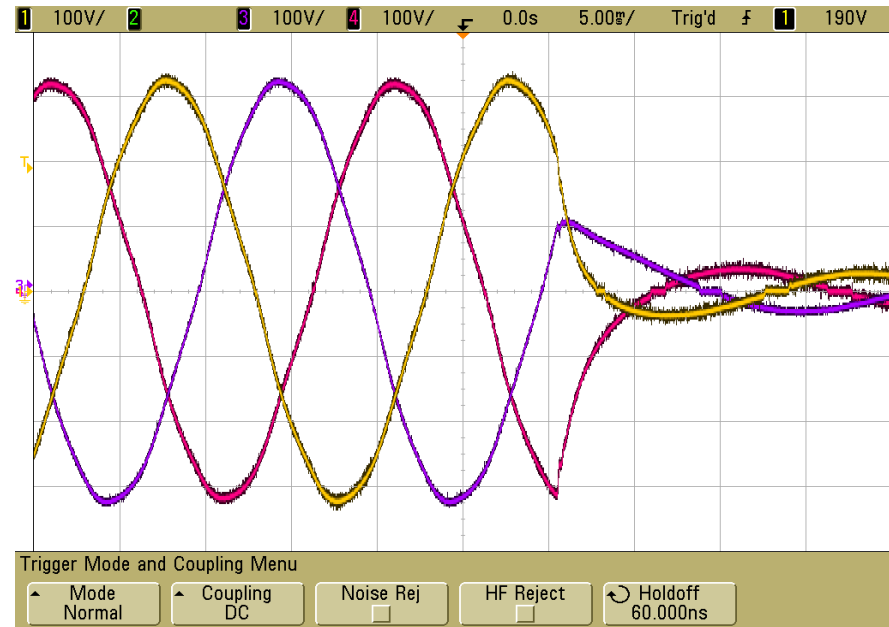 1 100V/ 2 3 100V/ 4 100V/ 0.0s 5.00ms/ Trig'd 1 190V
T
3
Trigger Mode and Coupling Menu
Mode Coupling Noise Rej HF Reject Holdoff
Normal DC 60.000ns